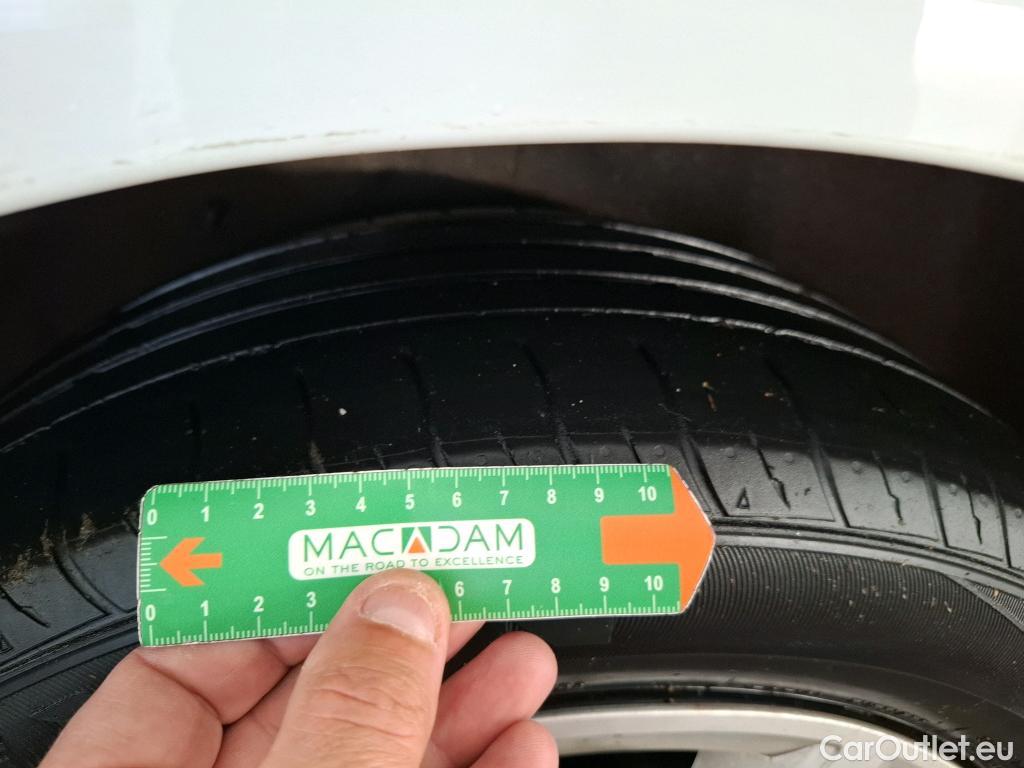 0 1 2 3 4 5 6 7 8 9 10
MACADAM
ON THE ROAD TO EXCELLENCE
0 1 2 3 6 7 8 9 10
CarOutlet.eu